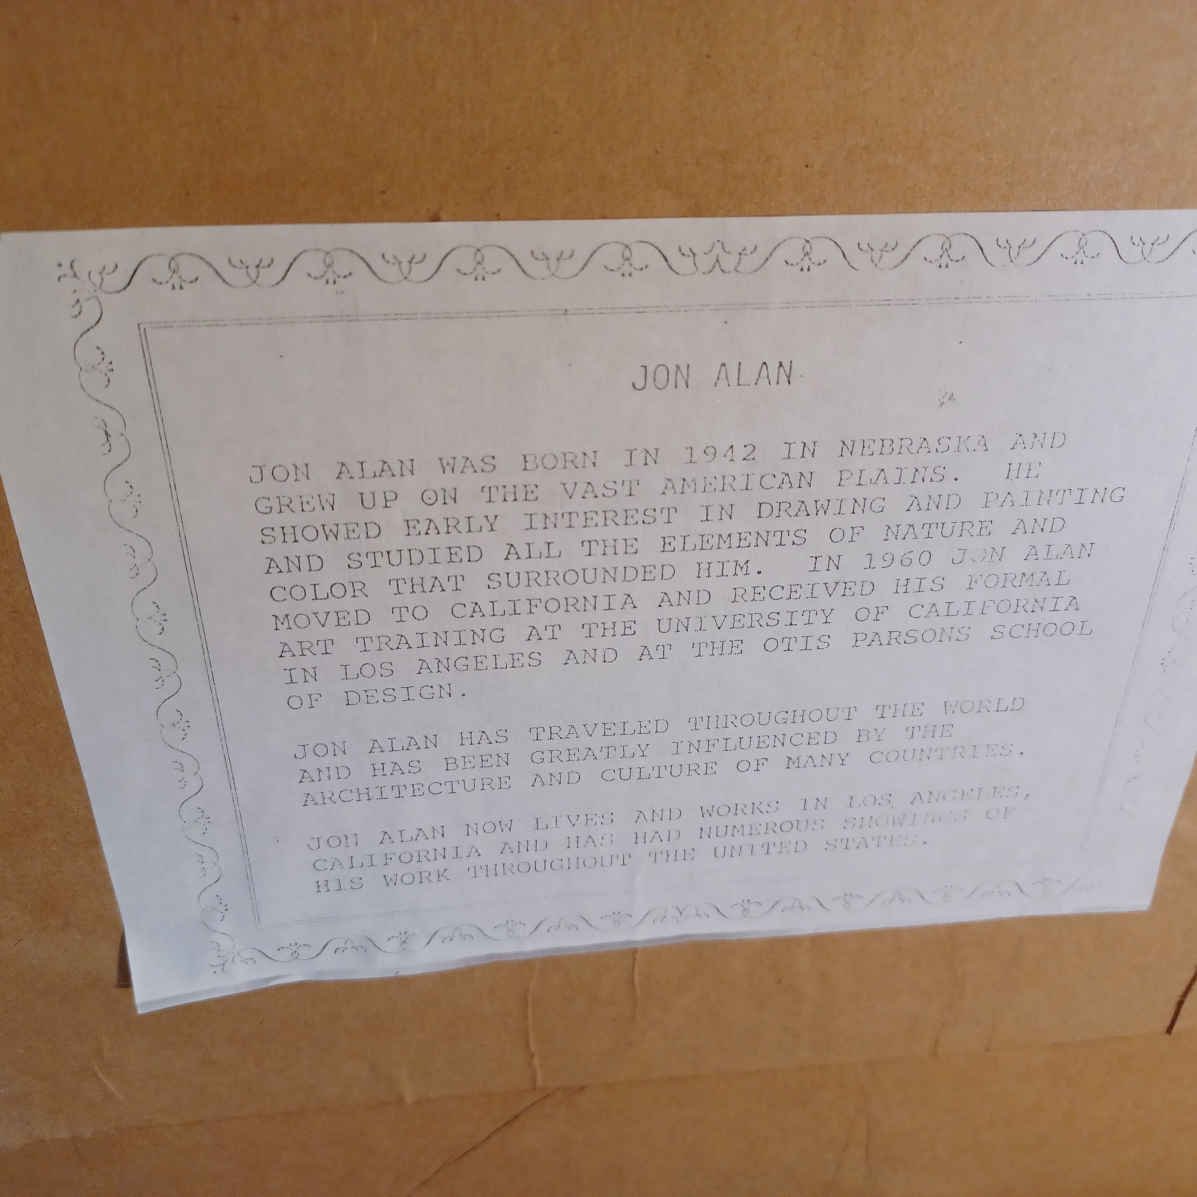 JON ALAN
JON ALAN WAS BORN IN 1942 IN NEBRASKA AND
GREW UP ON THE VAST AMERICAN PLAINS. HE
SHOWED EARLY INTEREST IN DRAWING AND PAINTING
AND STUDIED ALL THE ELEMENTS OF NATURE AND
COLOR THAT SURROUNDED HIM. IN 1960 JON ALAN
MOVED TO CALIFORNIA AND RECEIVED HIS FORMAL
ART TRAINING AT THE UNIVERSITY OF CALIFORNIA
IN LOS ANGELES AND AT THE OTIS PARSONS SCHOOL
OF DESIGN.
JON ALAN HAS TRAVELED THROUGHOUT THE WORLD
AND HAS BEEN GREATLY INFLUENCED BY THE
ARCHITECTURE AND CULTURE OF MANY COUNTRIES.
JON ALAN NOW LIVES AND WORKS IN LOS ANGELES,
CALIFORNIA AND HAS HAD NUMEROUS SHOWINGS OF
HIS WORK THROUGHOUT THE UNITED STATES.